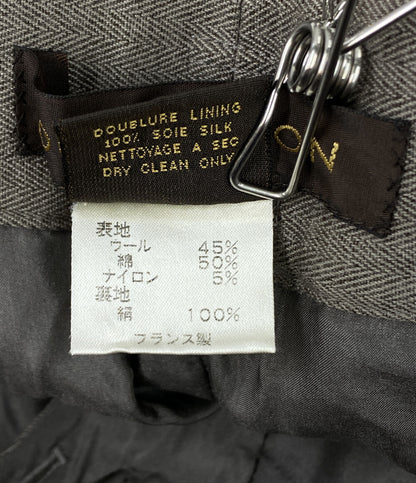 DOUBLURE LINING
100% SOIE SILK
NETTOYAGE A SEC
DRY CLEAN ONLY
ON
表地
ウール 45%
綿 50%
ナイロン 5%
裏地
絹 100%
フランス製